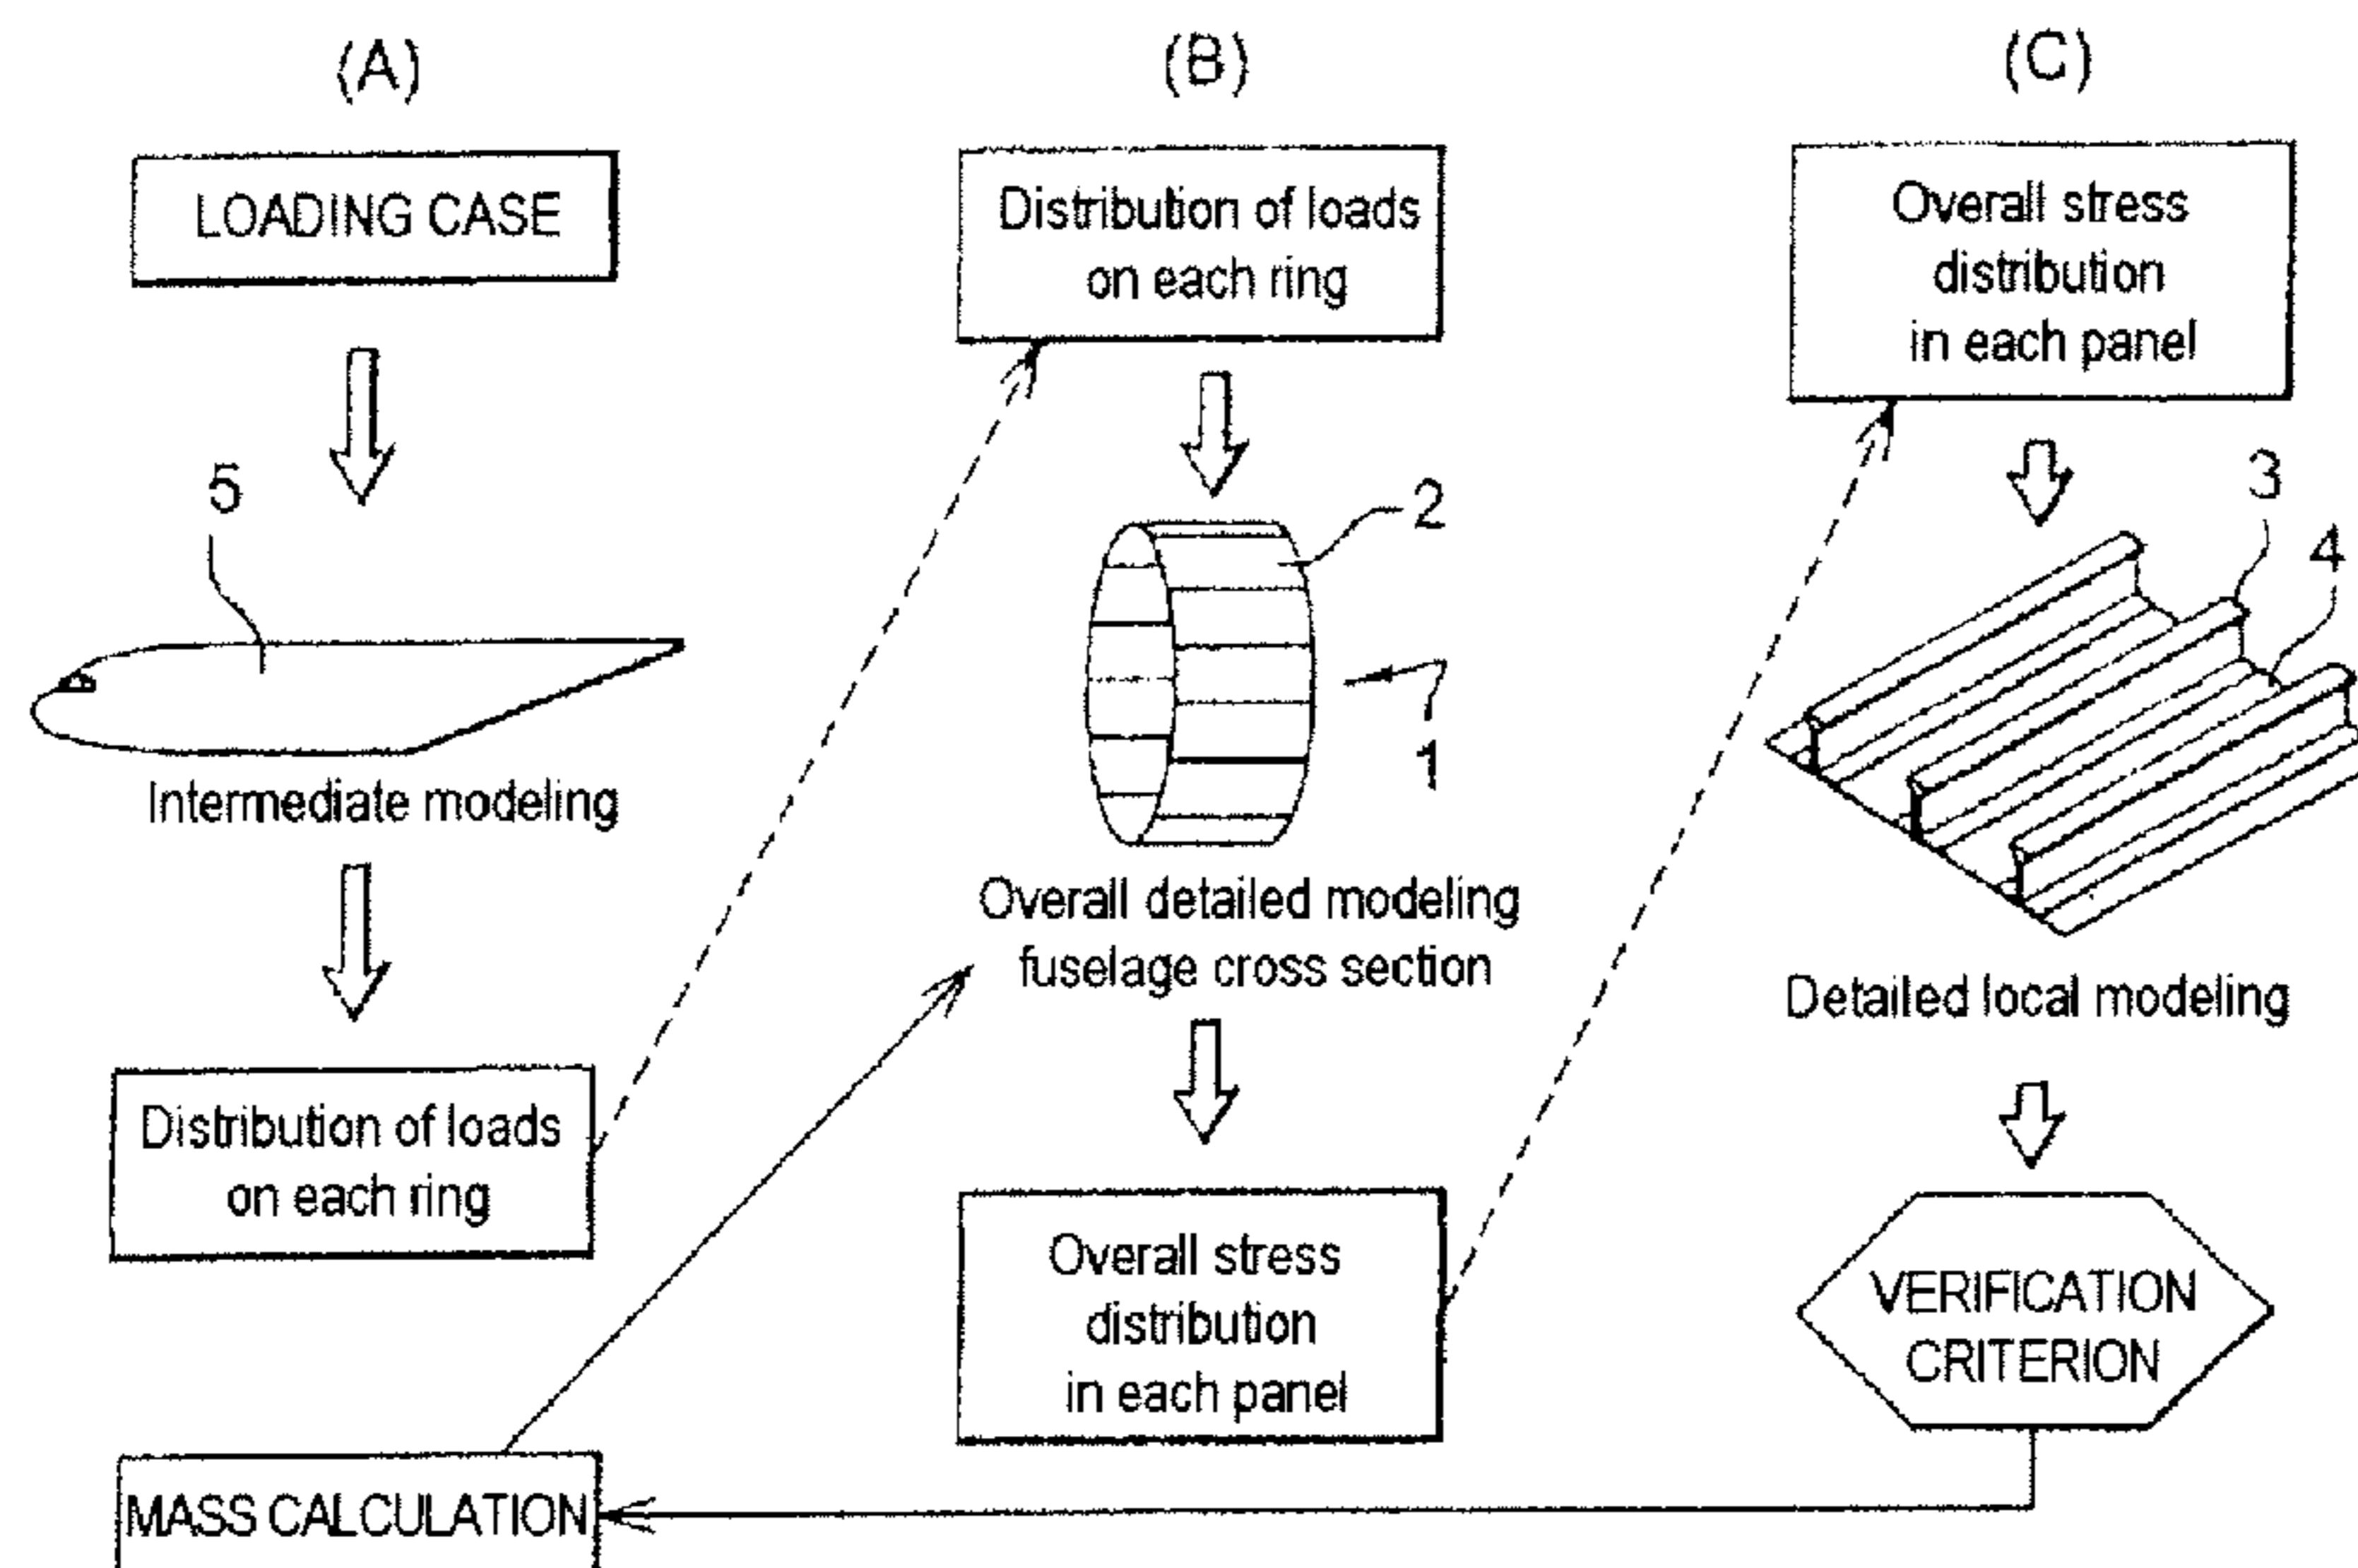 (A)
LOADING CASE
5
Intermediate modeling
Distribution of loads
on each ring
MASS CALCULATION
(B)
Distribution of loads
on each ring
2
1
Overall detailed modeling
fuselage cross section
Overall stress
distribution
in each panel
(C)
Overall stress
distribution
in each panel
3
4
Detailed local modeling
VERIFICATION
CRITERION